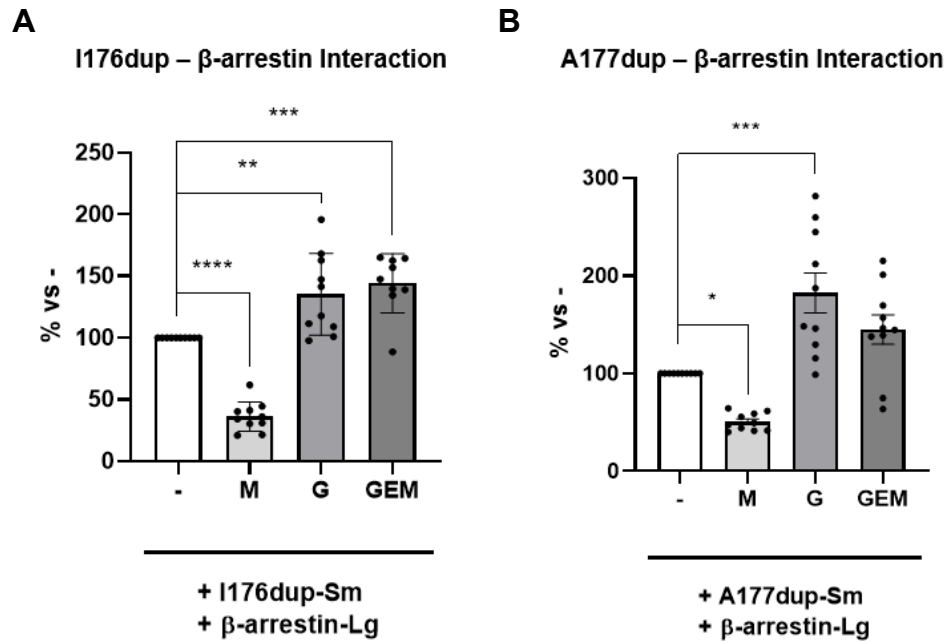 A
I176dup – β-arrestin Interaction
***
**
****
250
200
150
100
50
0
% vs -
-
M
G
GEM
+ I176dup-Sm
+ β-arrestin-Lg
B
A177dup – β-arrestin Interaction
***
*
300
200
100
0
% vs -
-
M
G
GEM
+ A177dup-Sm
+ β-arrestin-Lg